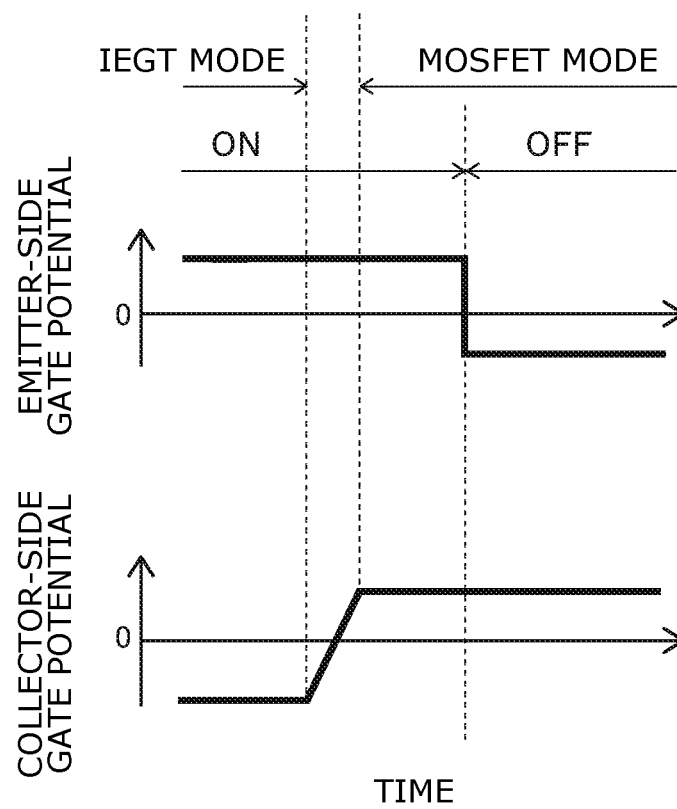 IEGT MODE
MOSFET MODE
ON
OFF
EMITTER-SIDE
GATE POTENTIAL
0
COLLECTOR-SIDE
GATE POTENTIAL
0
TIME